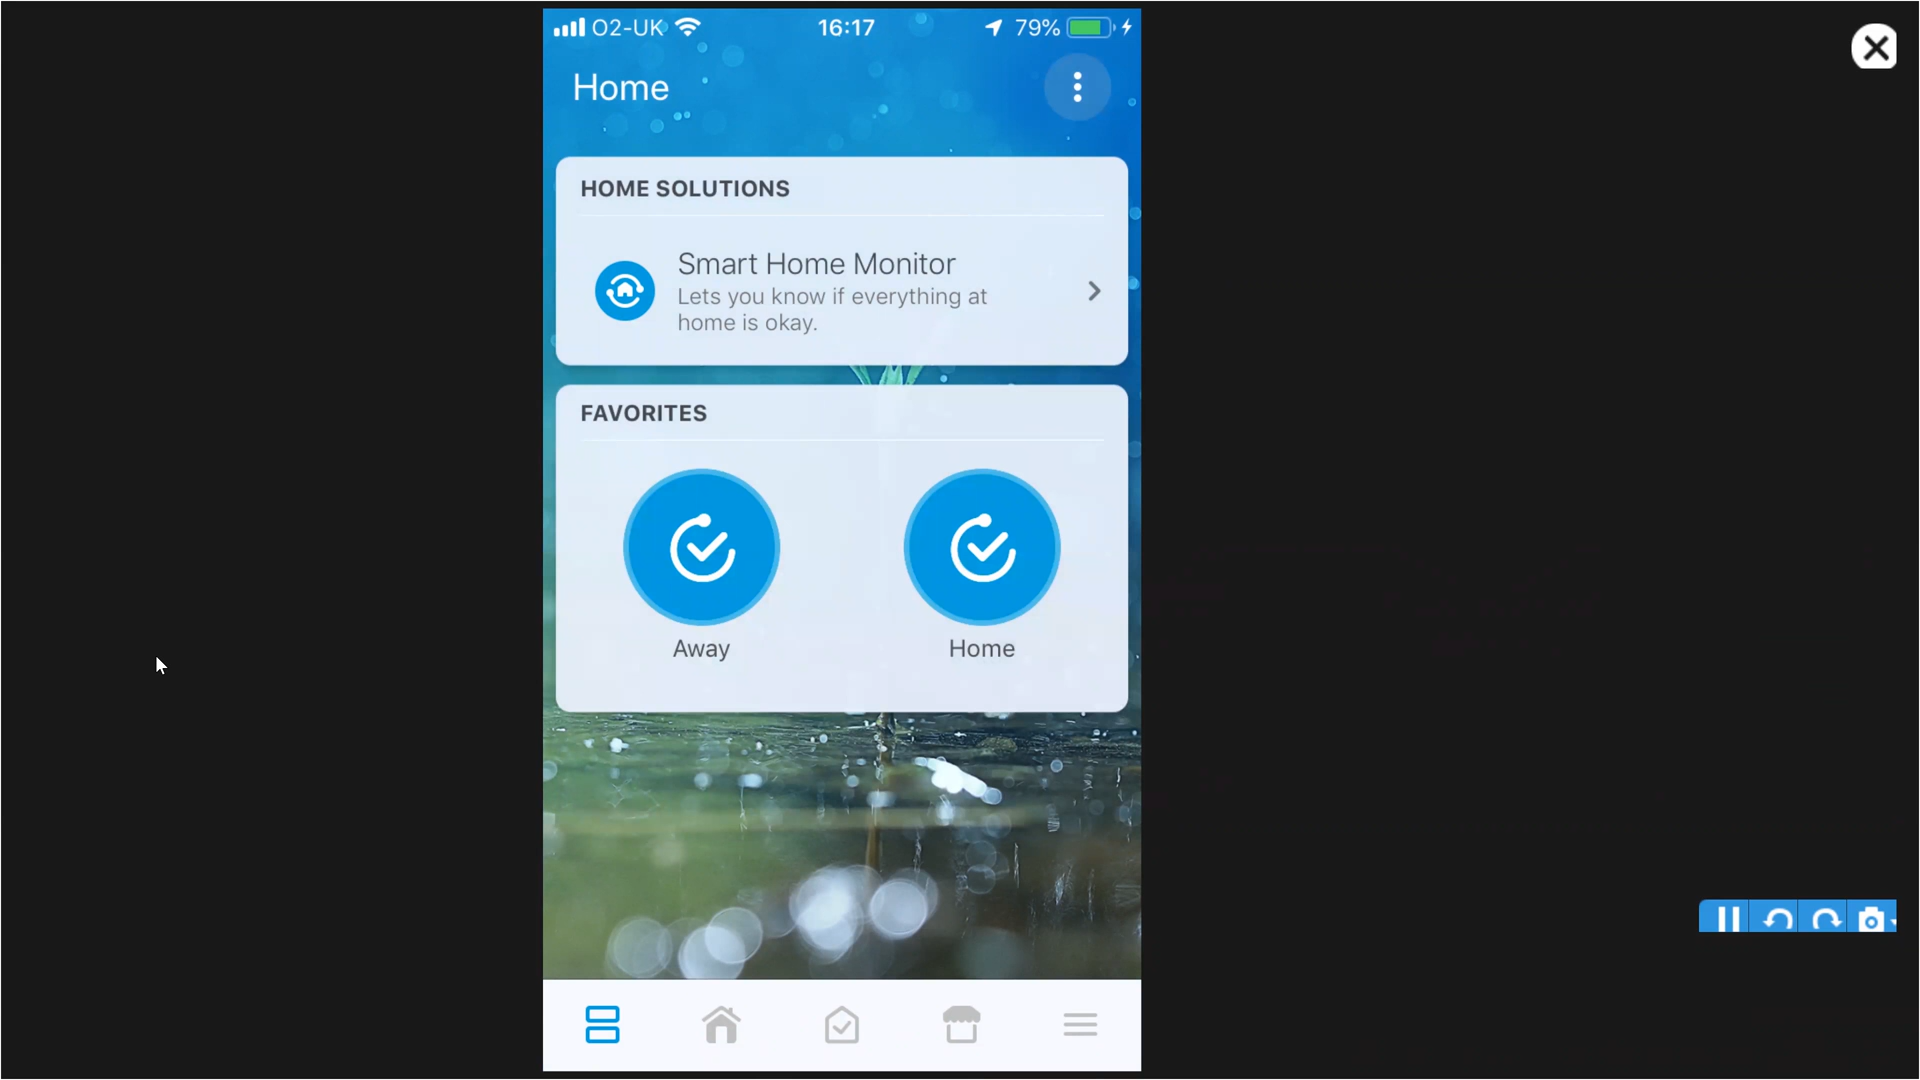 O2-UK 16:17 79%
Home
HOME SOLUTIONS
Smart Home Monitor
Lets you know if everything at
home is okay.
FAVORITES
Away Home